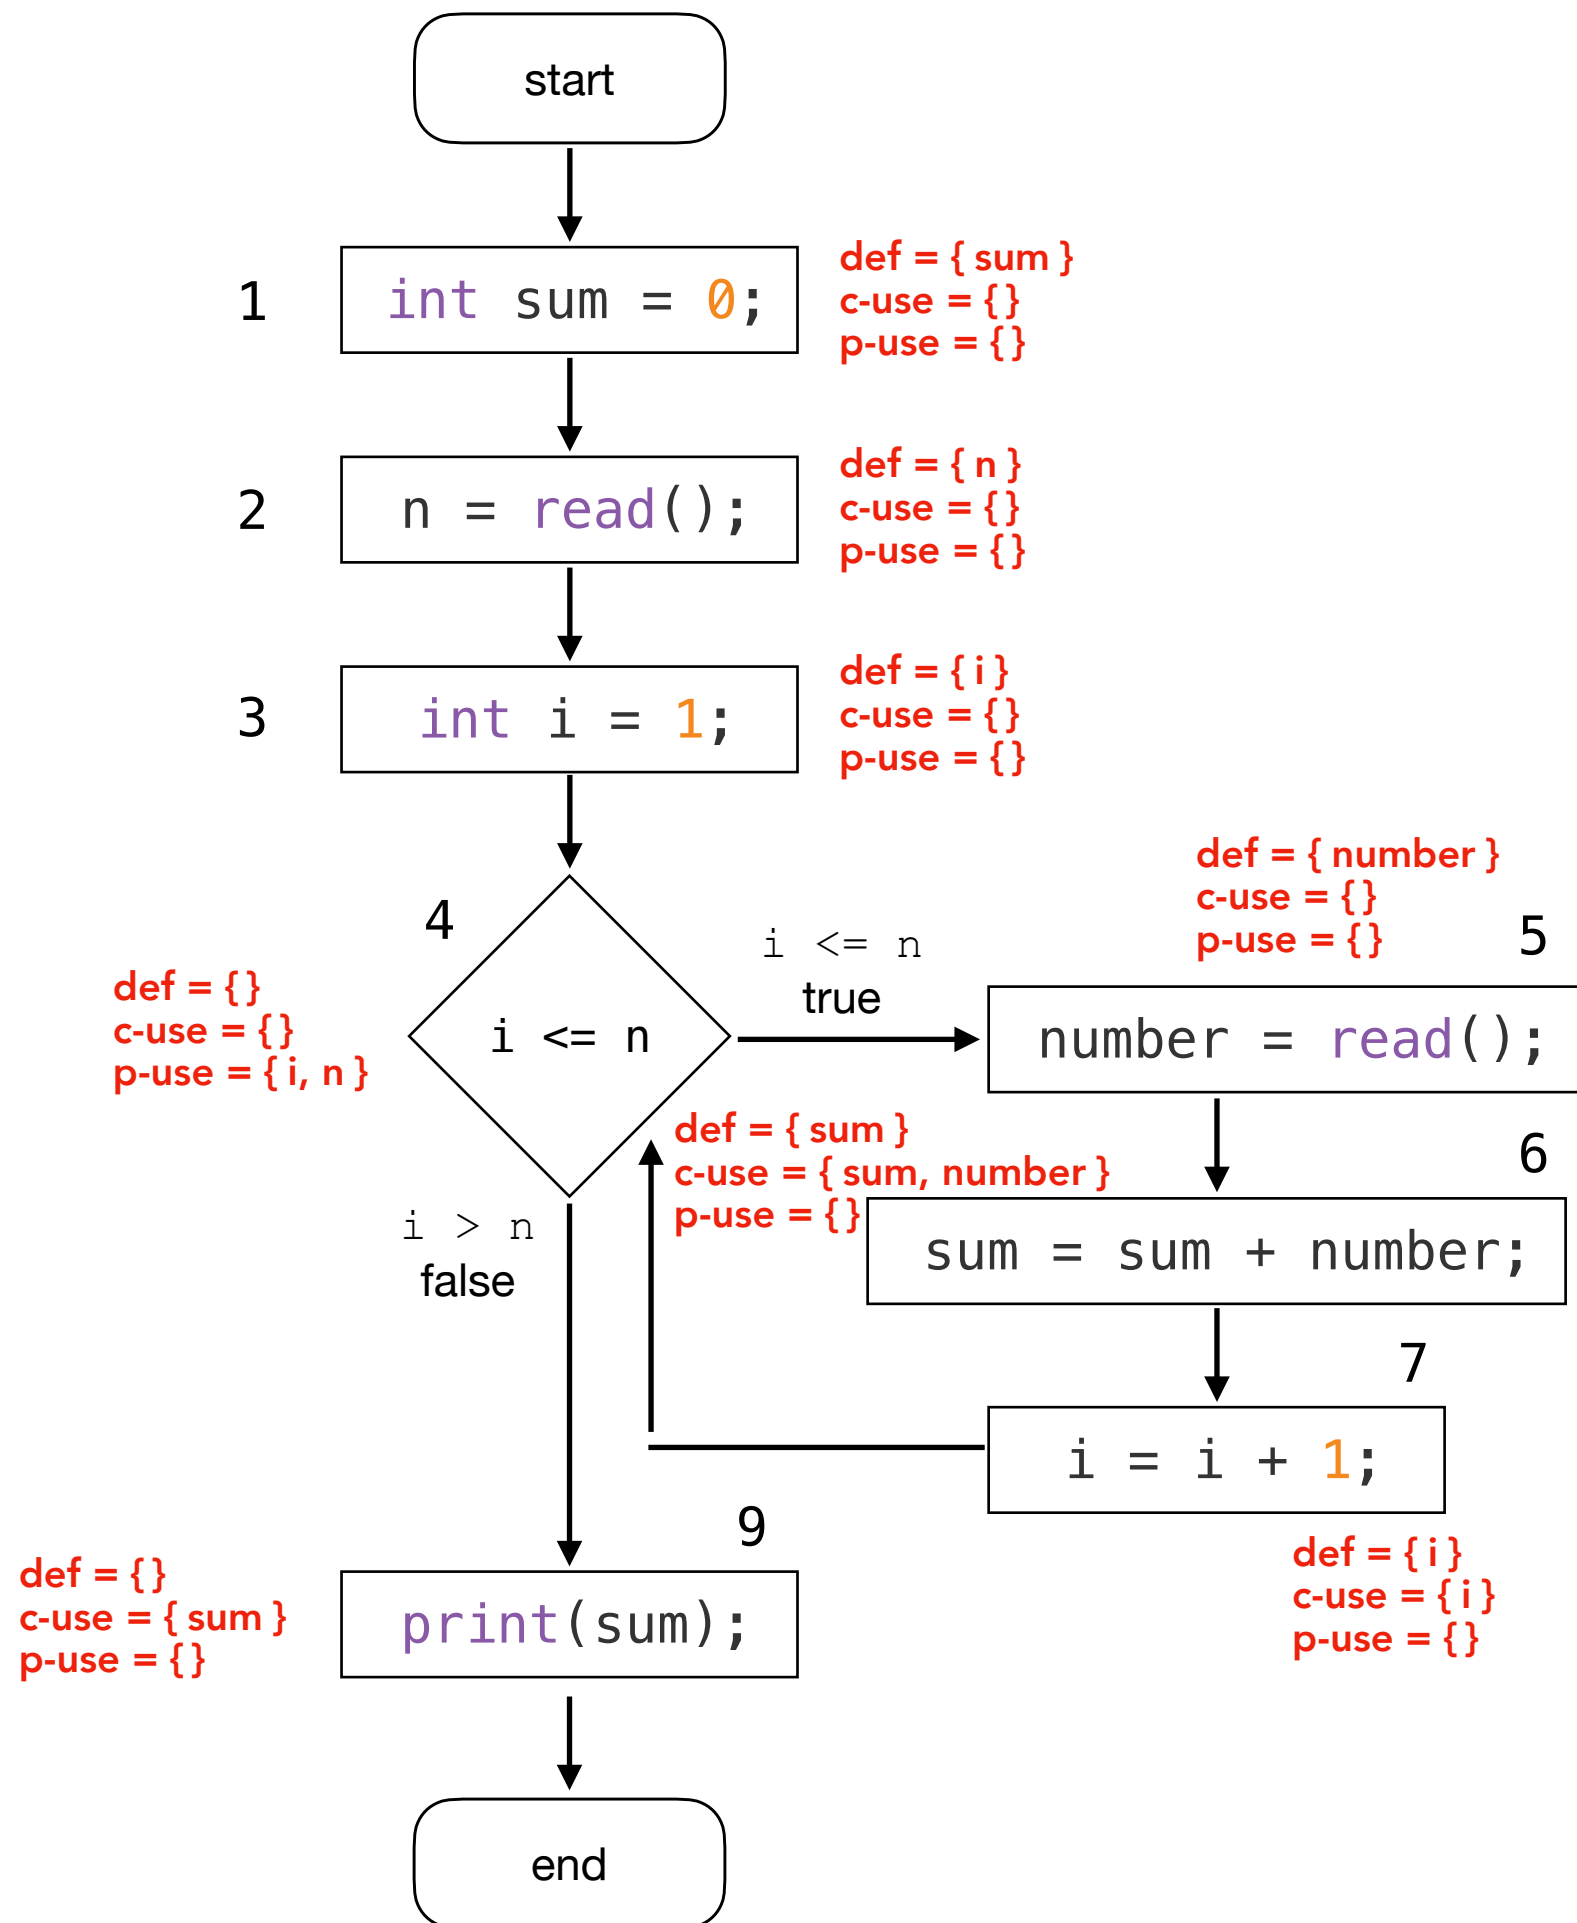 start
1
int sum = 0;
def = { sum }
c-use = { }
p-use = { }
2
n = read();
def = { n }
c-use = { }
p-use = { }
3
int i = 1;
def = { i }
c-use = { }
p-use = { }
4
i <= n
def = { }
c-use = { }
p-use = { i, n }
i <= n
true
def = { number }
c-use = { }
p-use = { }
5
number = read();
def = { sum }
c-use = { sum, number }
p-use = { }
6
sum = sum + number;
i > n
false
7
i = i + 1;
def = { i }
c-use = { i }
p-use = { }
9
print(sum);
def = { }
c-use = { sum }
p-use = { }
end